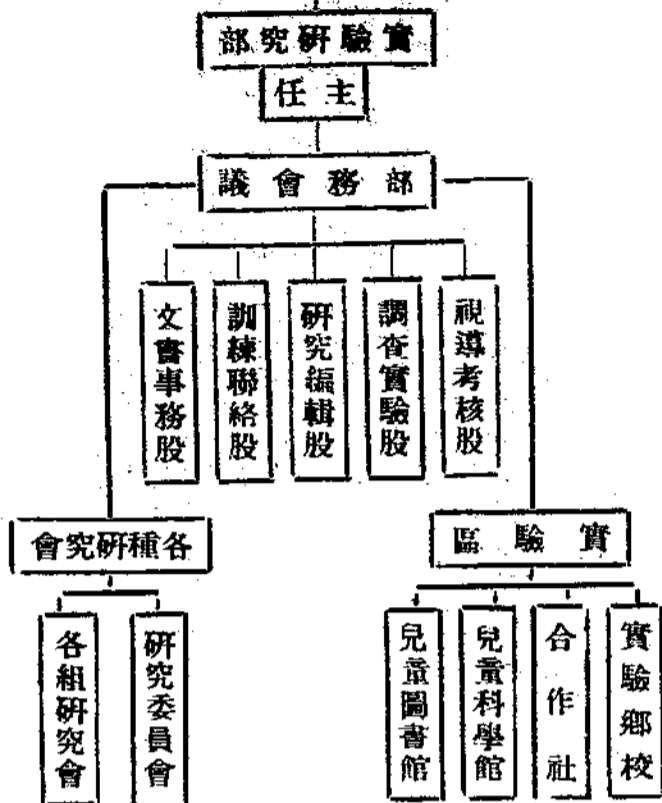 實驗研究部
主任
部務會議
視導考核股
調查實驗股
研究編輯股
訓練聯絡股
文書事務股
實驗區
各種研究會
實驗鄉校
合作社
兒童科學館
兒童圖書館
研究委員會
各組研究會